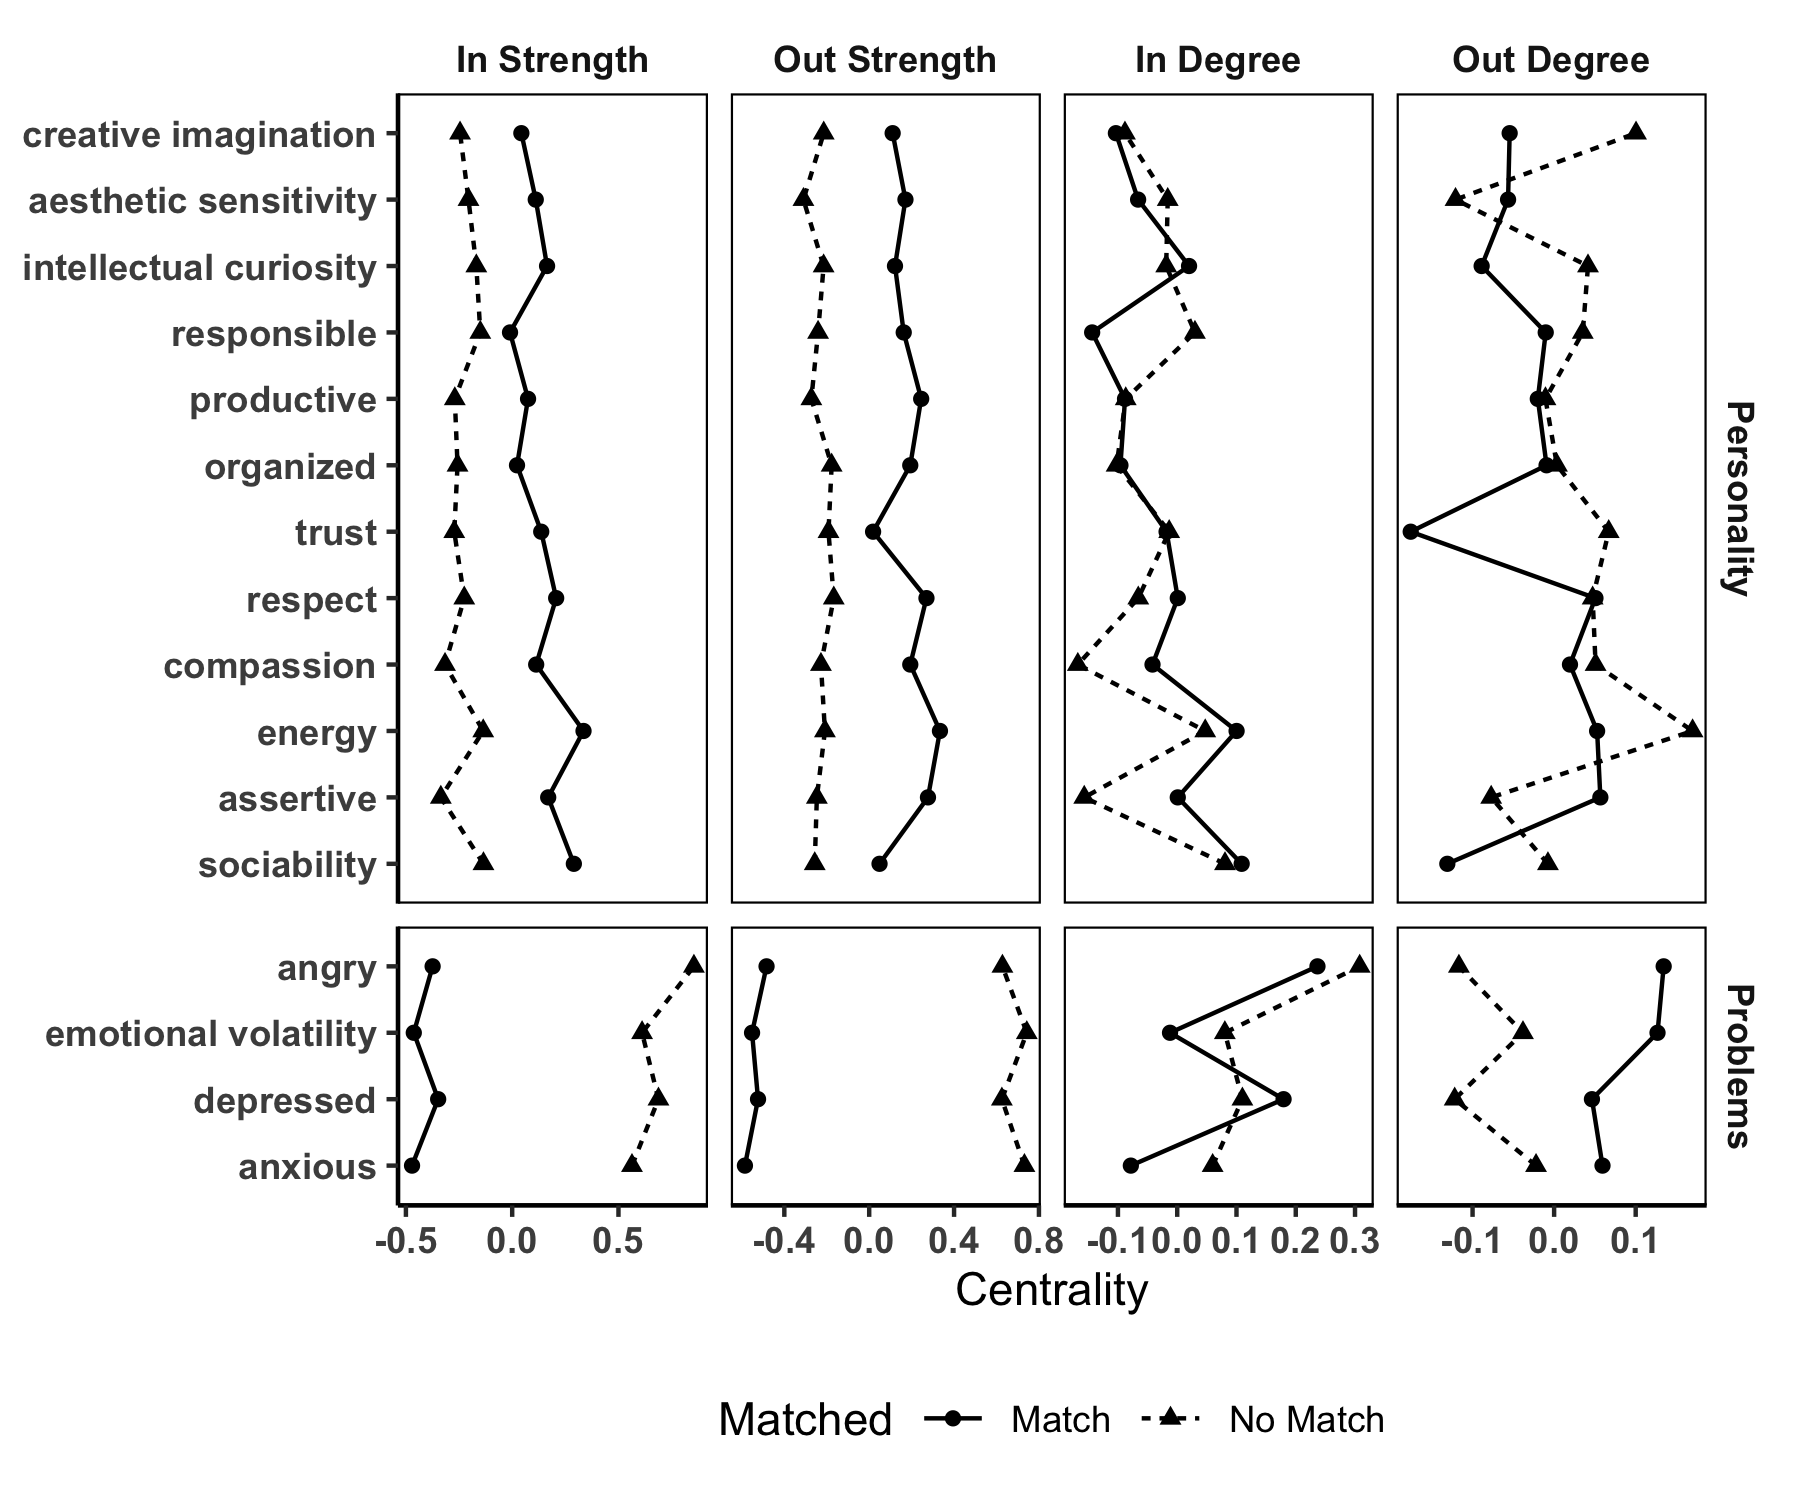 In Strength Out Strength In Degree Out Degree
creative imagination
aesthetic sensitivity
intellectual curiosity
responsible
productive
organized
trust
respect
compassion
energy
assertive
sociability
Personality
angry
emotional volatility
depressed
anxious
Problems
-0.5 0.0 0.5 -0.4 0.0 0.4 0.8 -0.1 0.0 0.1 0.2 0.3 -0.1 0.0 0.1
Centrality
Matched Match No Match